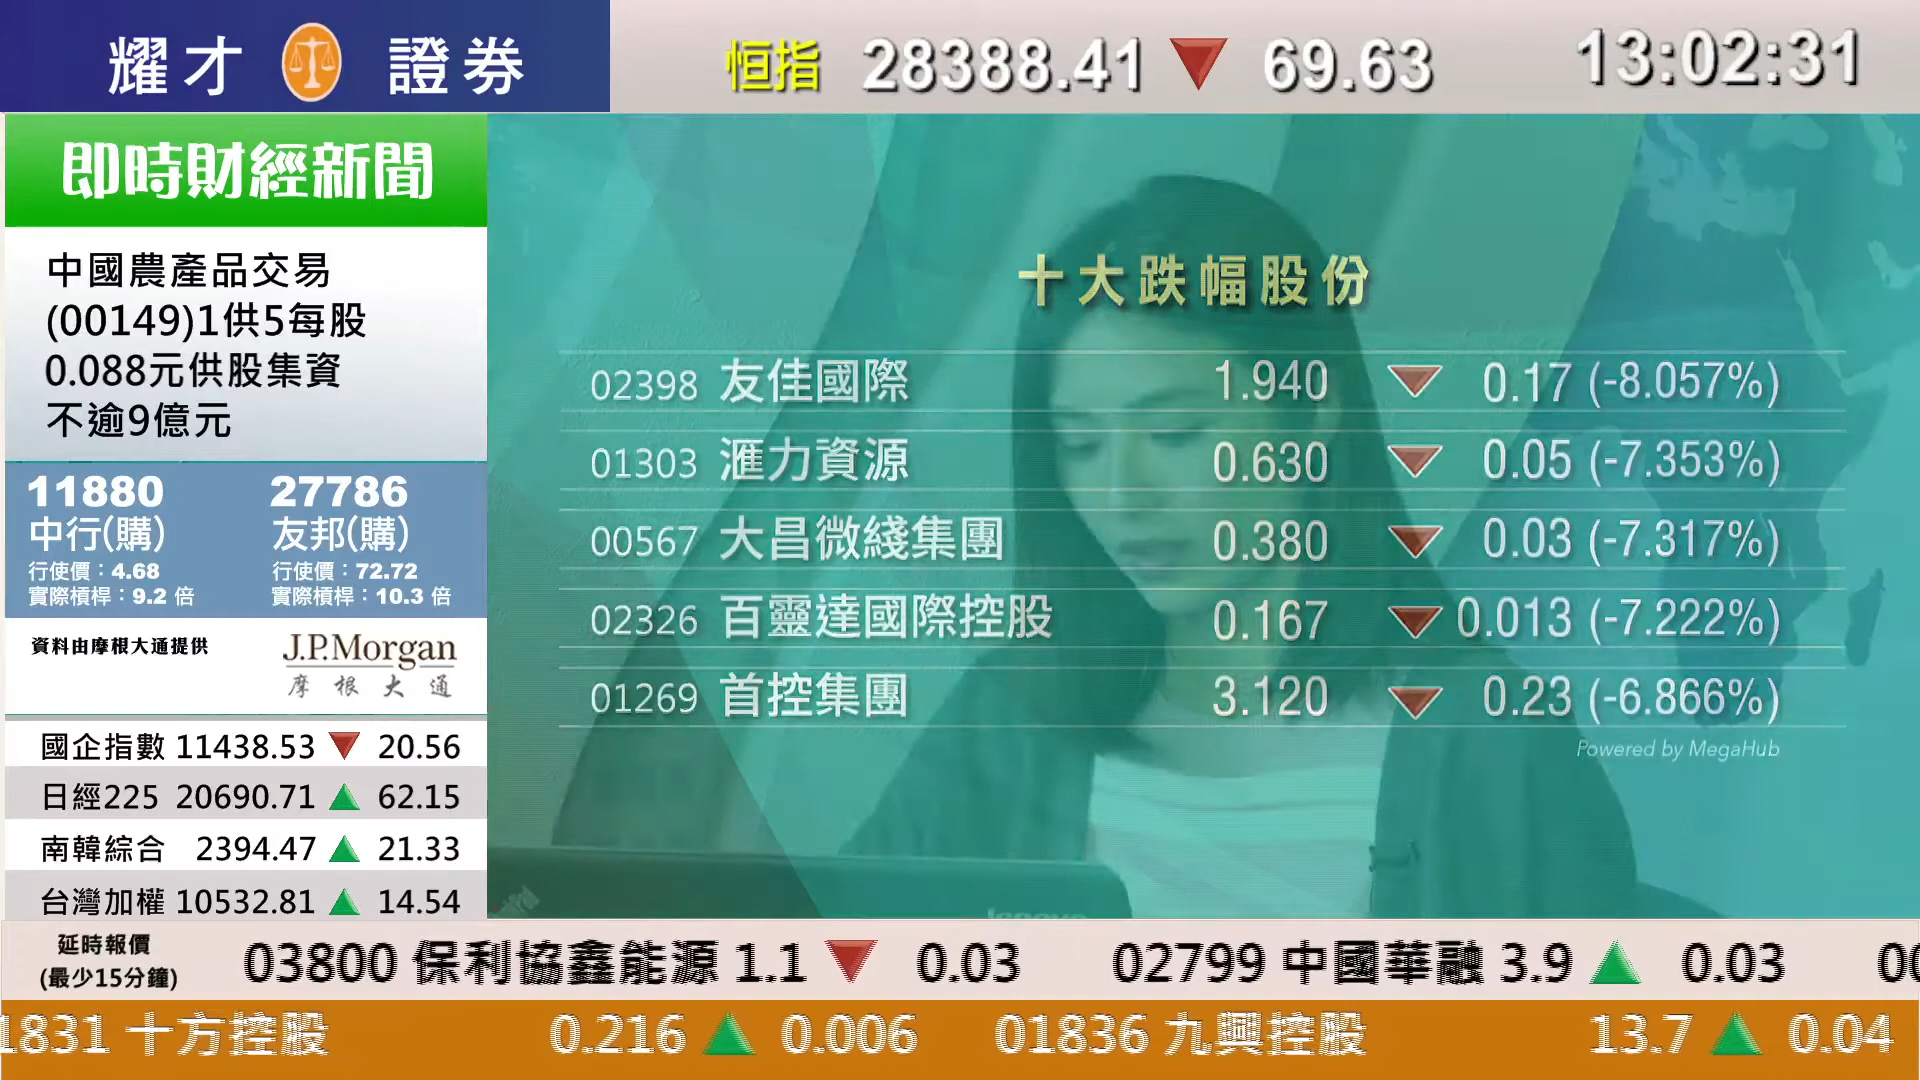 耀才 證券
恒指 28388.41 ▼ 69.63
13:02:31
即時財經新聞
中國農產品交易
(00149)1供5每股
0.088元供股集資
不逾9億元
11880
中行(購)
行使價：4.68
實際槓桿：9.2 倍
27786
友邦(購)
行使價：72.72
實際槓桿：10.3 倍
資料由摩根大通提供
J.P.Morgan
摩根大通
國企指數 11438.53 ▼ 20.56
日經225 20690.71 ▲ 62.15
南韓綜合 2394.47 ▲ 21.33
台灣加權 10532.81 ▲ 14.54
十大跌幅股份
02398 友佳國際 1.940 ▼ 0.17 (-8.057%)
01303 滙力資源 0.630 ▼ 0.05 (-7.353%)
00567 大昌微綫集團 0.380 ▼ 0.03 (-7.317%)
02326 百靈達國際控股 0.167 ▼ 0.013 (-7.222%)
01269 首控集團 3.120 ▼ 0.23 (-6.866%)
Powered by MegaHub
lenovo
延時報價
(最少15分鐘)
03800 保利協鑫能源 1.1 ▼ 0.03 02799 中國華融 3.9 ▲ 0.03 00
1831 十方控股 0.216 ▲ 0.006 01836 九興控股 13.7 ▲ 0.04